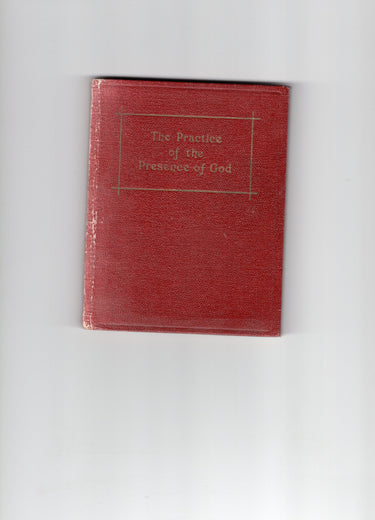 The Practice
of the
Presence of God